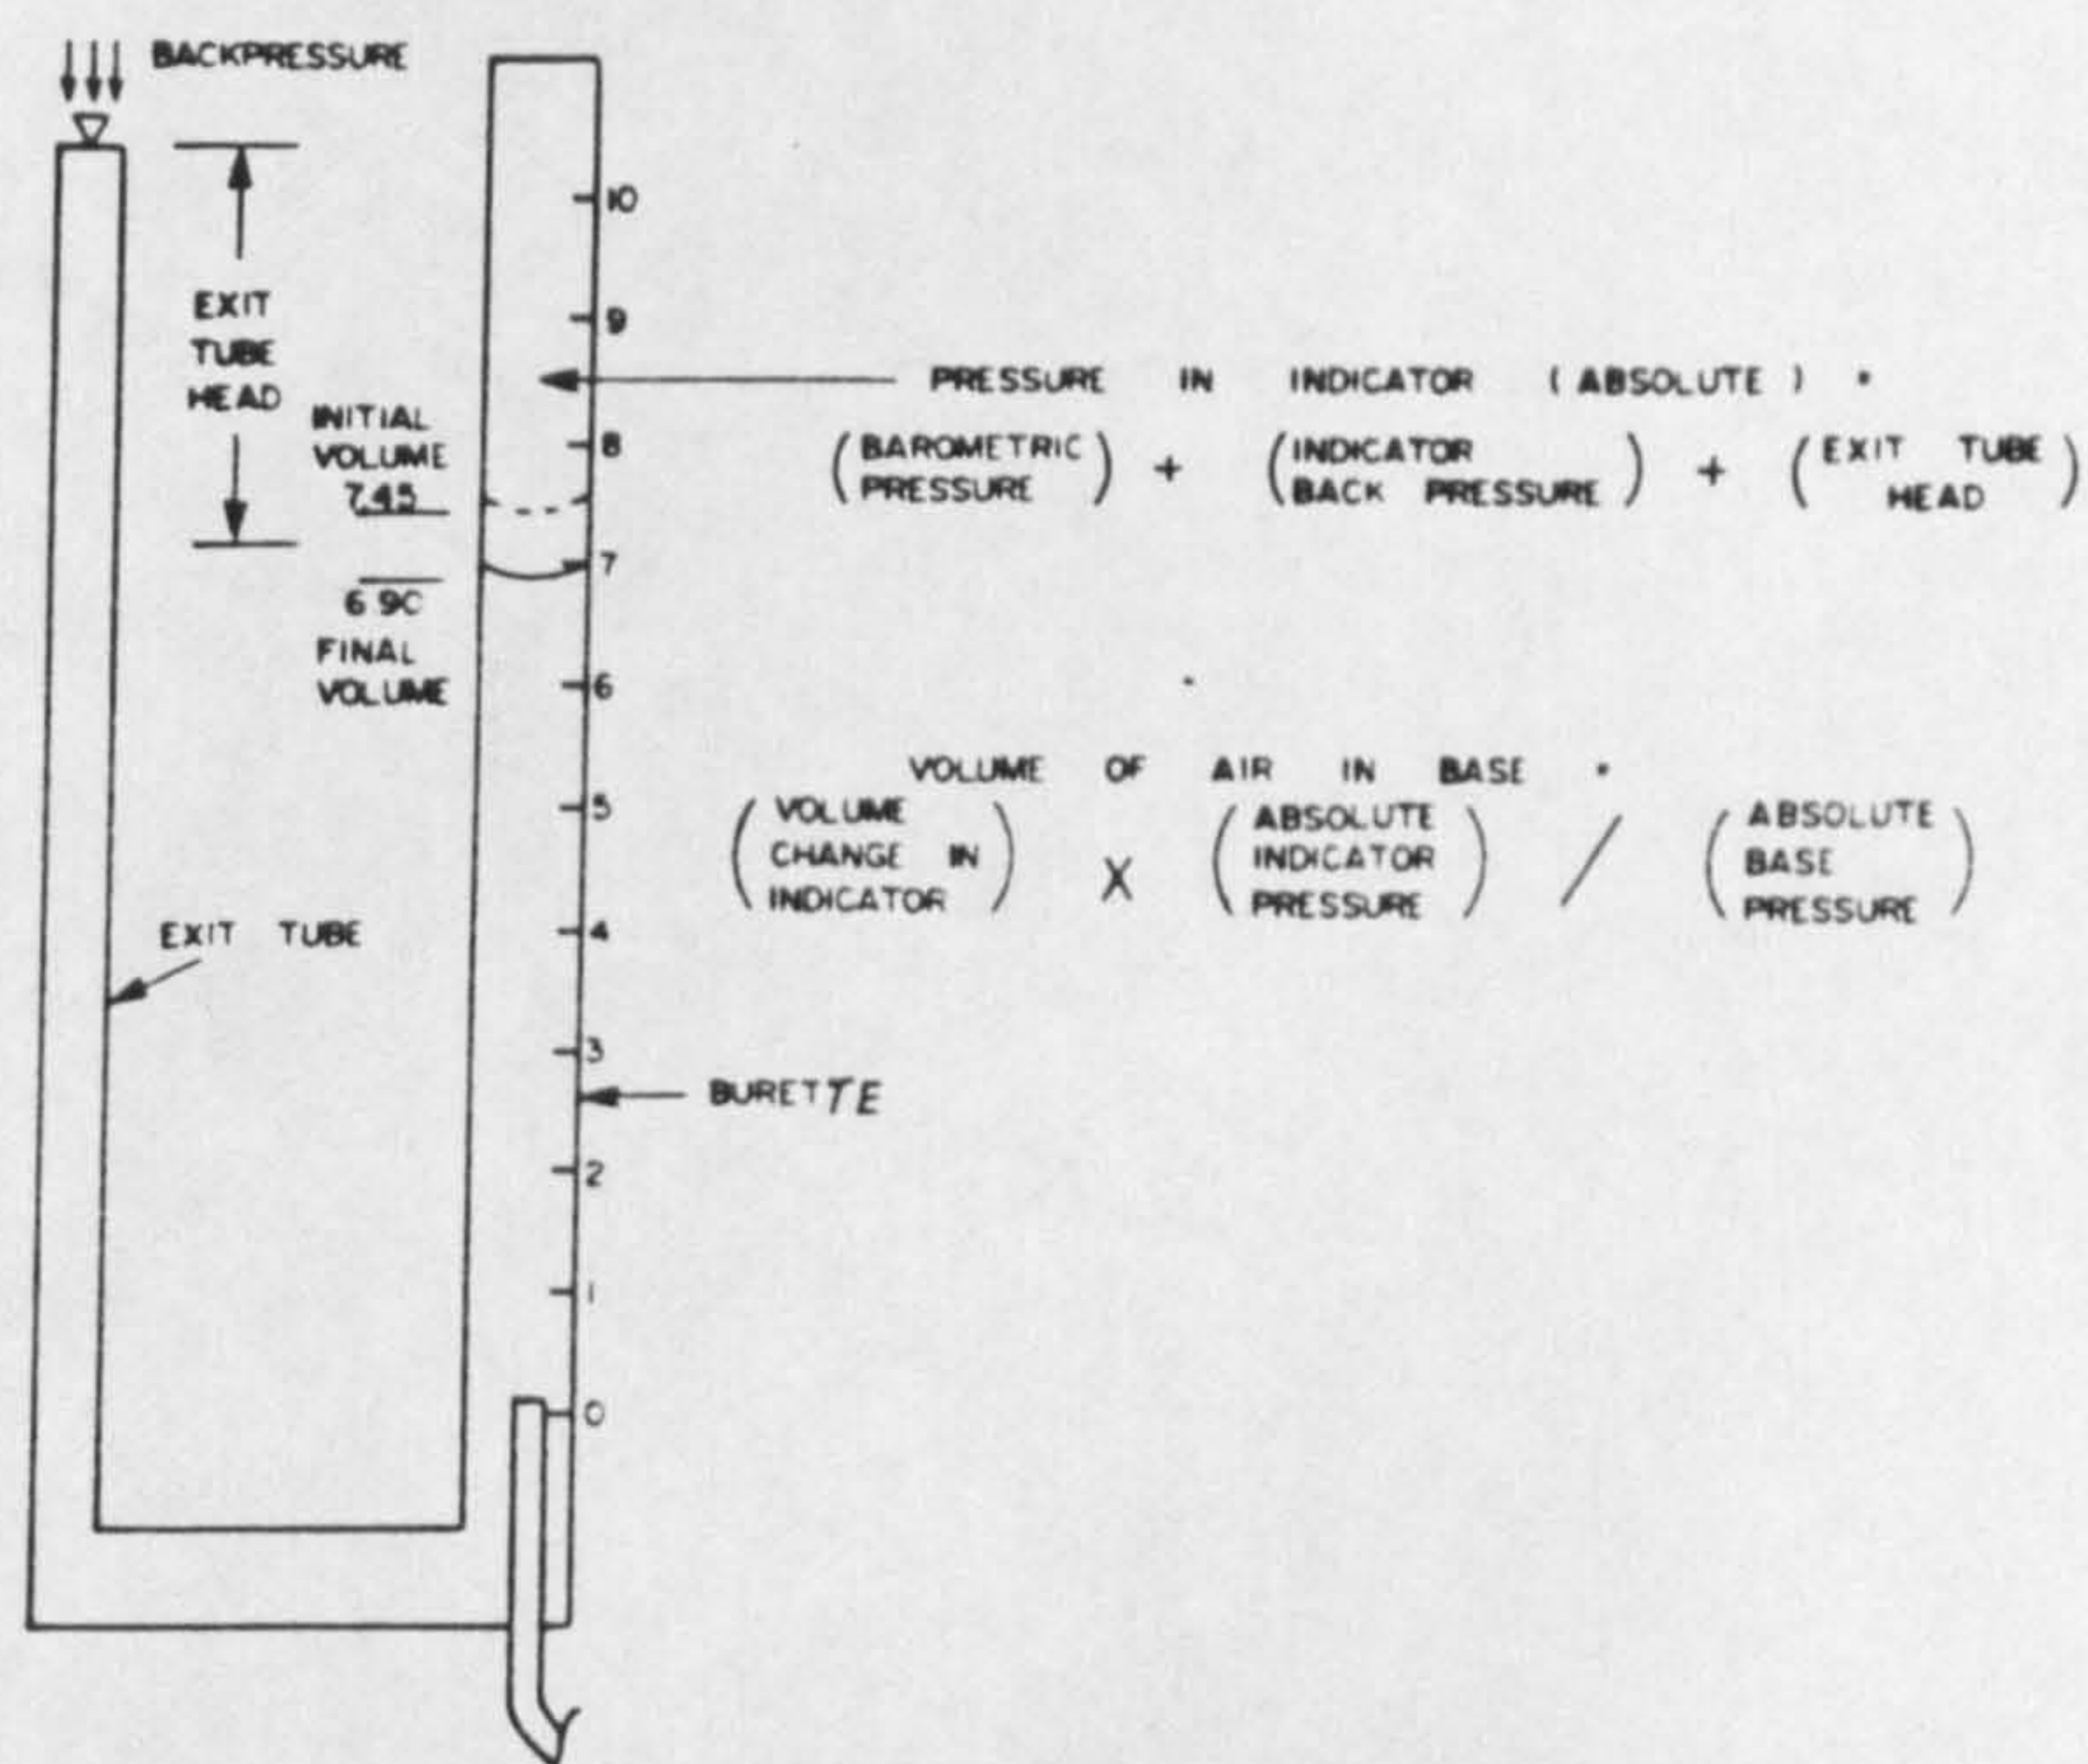 BACKPRESSURE
EXIT
TUBE
HEAD
INITIAL
VOLUME
7.45
6 90
FINAL
VOLUME
EXIT TUBE
10
9
8
7
6
5
4
3
2
1
0
PRESSURE IN INDICATOR (ABSOLUTE) =
(BAROMETRIC PRESSURE) + (INDICATOR BACK PRESSURE) + (EXIT TUBE HEAD)
VOLUME OF AIR IN BASE =
(VOLUME CHANGE IN INDICATOR) X (ABSOLUTE INDICATOR PRESSURE) / (ABSOLUTE BASE PRESSURE)
BURETTE